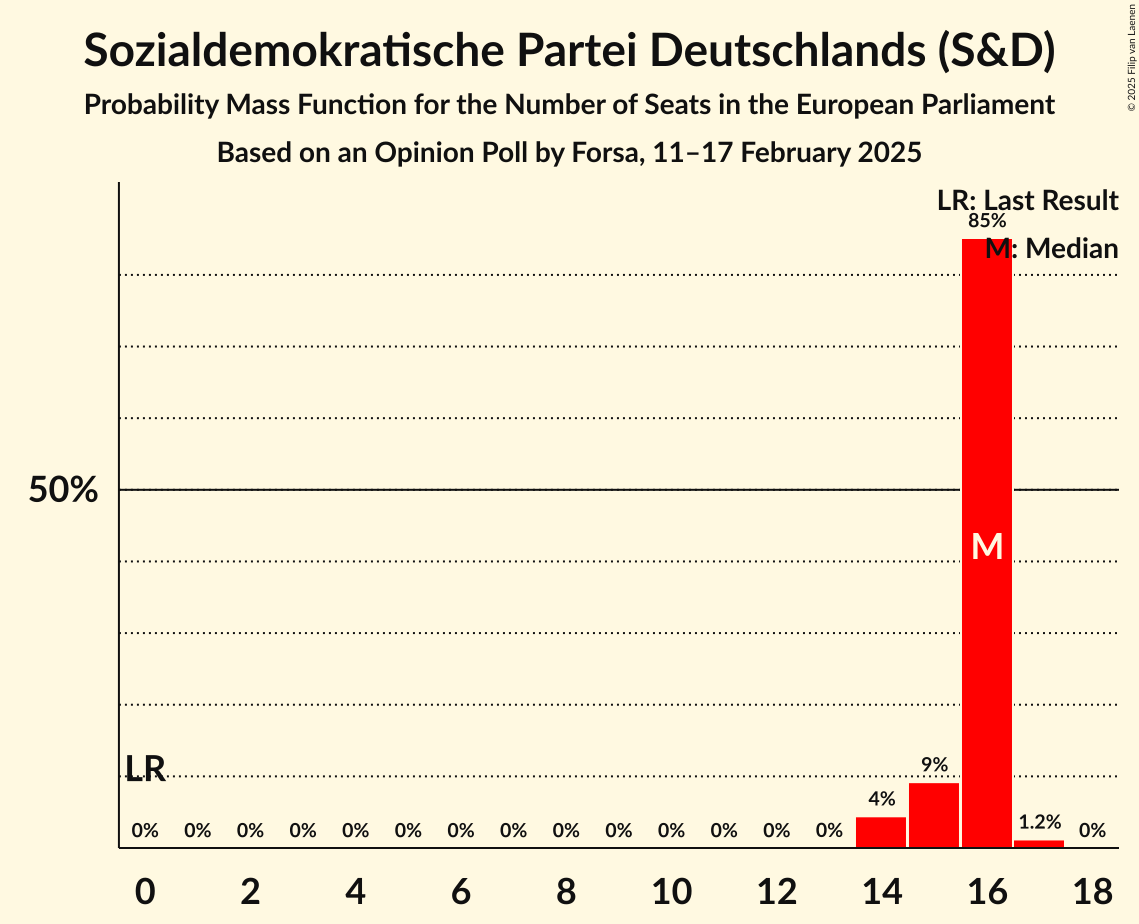 Sozialdemokratische Partei Deutschlands (S&D)
Probability Mass Function for the Number of Seats in the European Parliament
Based on an Opinion Poll by Forsa, 11–17 February 2025
© 2025 Filip van Laenen
LR: Last Result
85%
M: Median
50%
M
LR
9%
4%
1.2%
0% 0% 0% 0% 0% 0% 0% 0% 0% 0% 0% 0% 0% 0% 0%
0 2 4 6 8 10 12 14 16 18